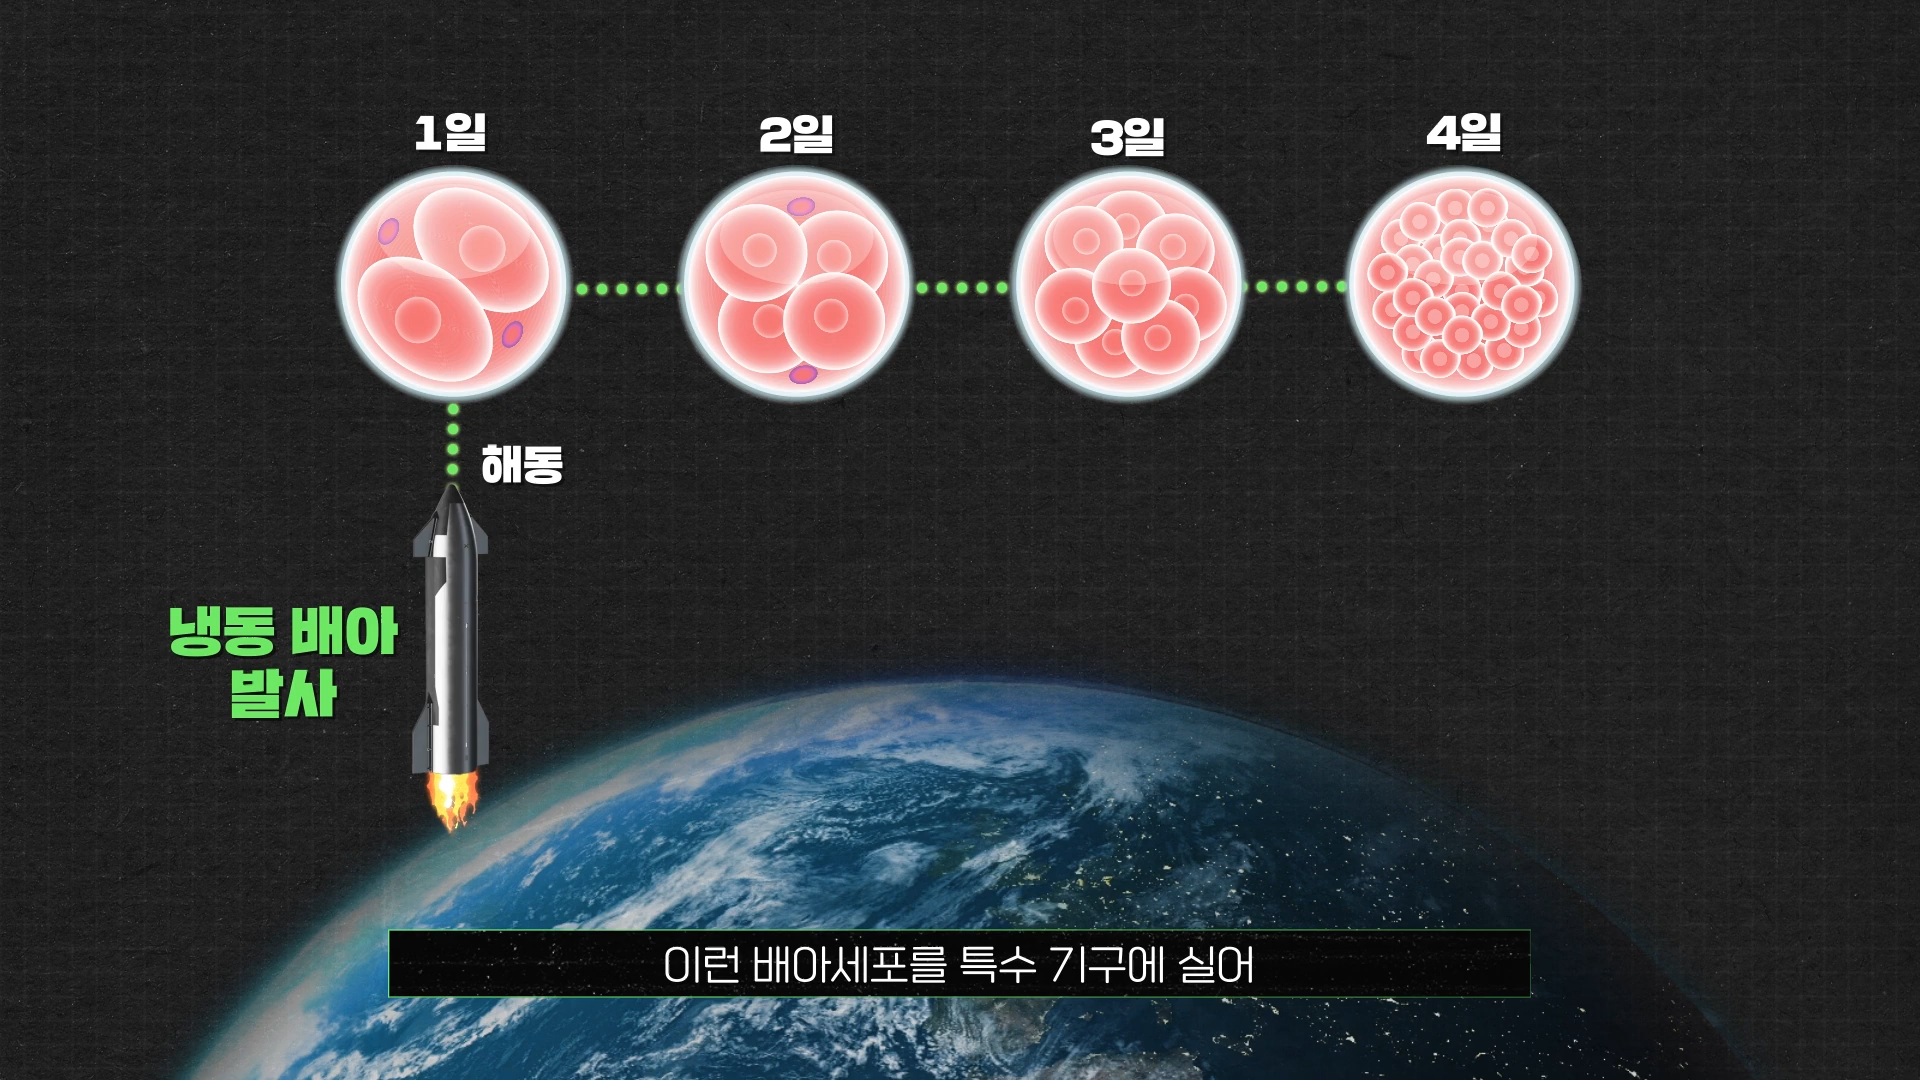 1일
2일
3일
4일
해동
냉동 배아
발사
이런 배아세포를 특수 기구에 실어